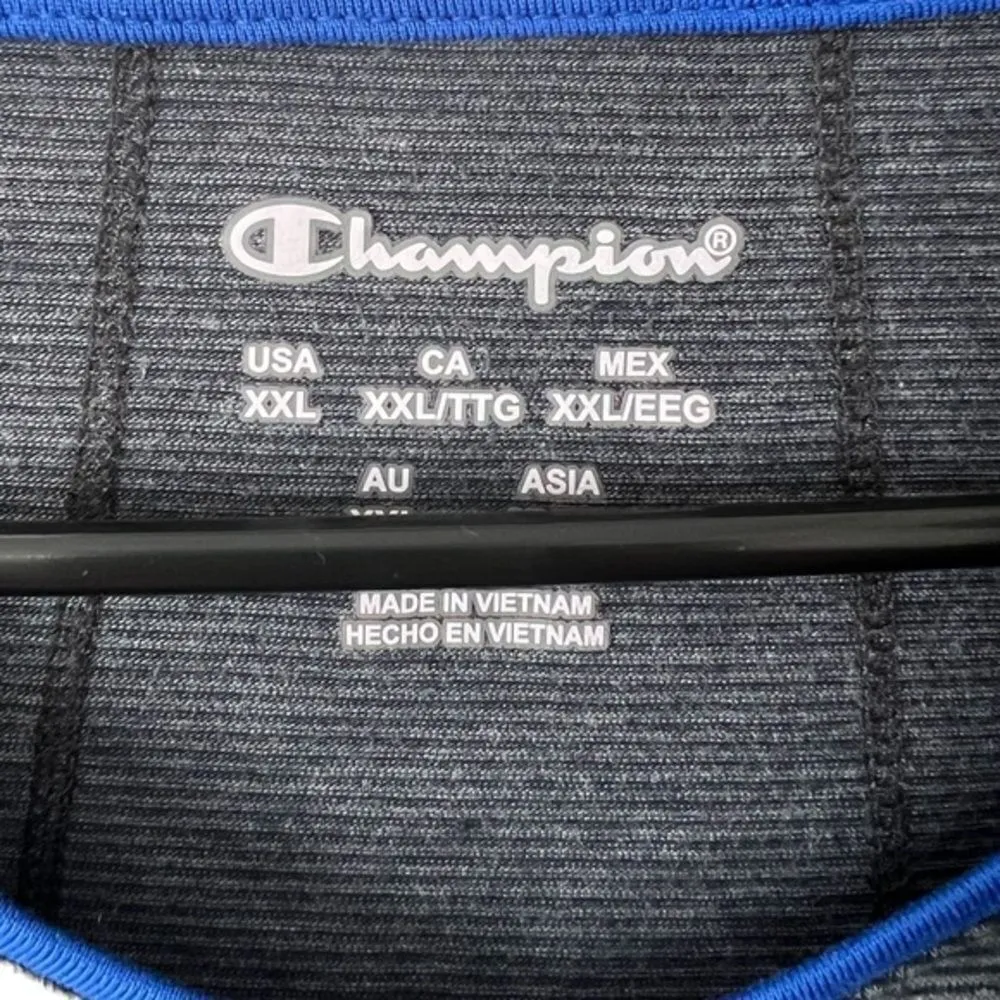 Champion®
USA CA MEX
XXL XXL/TTG XXL/EEG
AU ASIA
MADE IN VIETNAM
HECHO EN VIETNAM